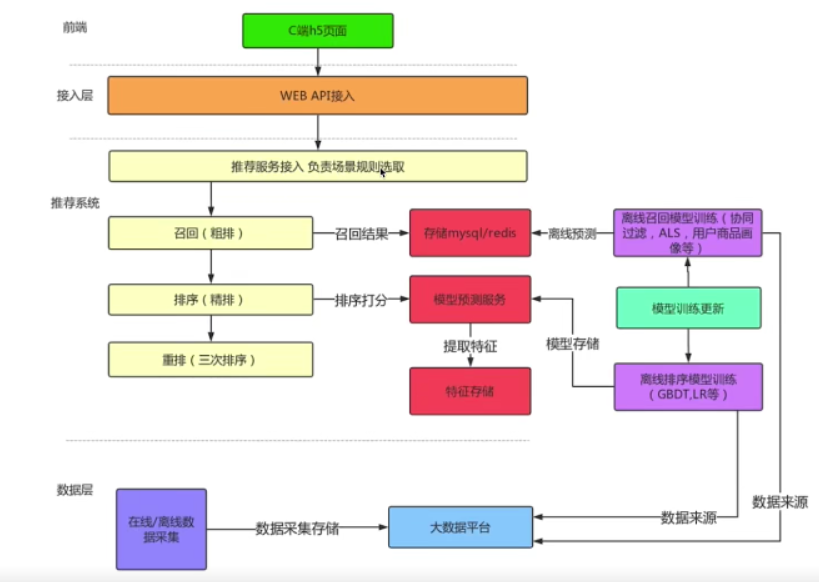 前端
C端h5页面
接入层
WEB API接入
推荐服务接入 负责场景规则选取
推荐系统
召回（粗排）
召回结果
存储mysql/redis
离线预测
离线召回模型训练（协同
过滤，ALS，用户商品画
像等）
排序（精排）
排序打分
模型预测服务
模型训练更新
提取特征
模型存储
重排（三次排序）
特征存储
离线排序模型训练
（GBDT,LR等）
数据层
在线/离线数
据采集
数据采集存储
大数据平台
数据来源
数据来源